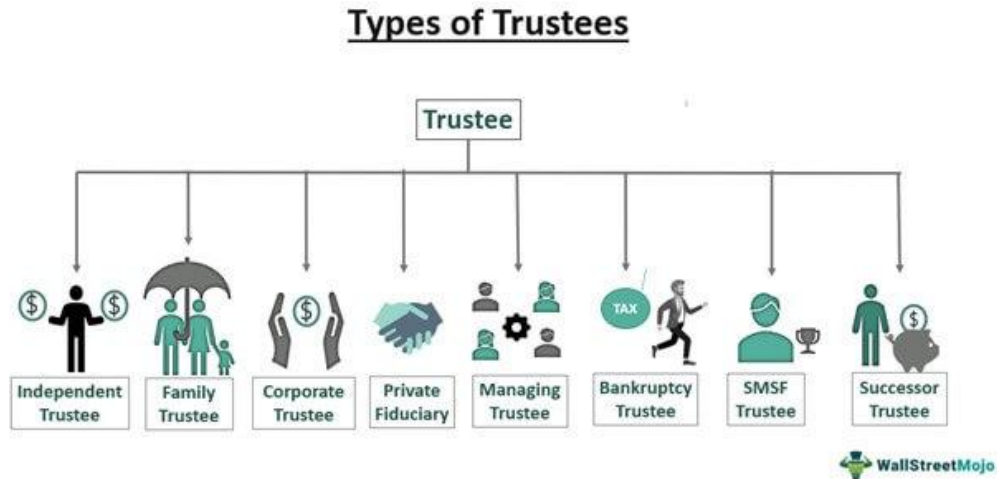 Types of Trustees
Trustee
$
$
$
TAX
$
Independent
Trustee
Family
Trustee
Corporate
Trustee
Private
Fiduciary
Managing
Trustee
Bankruptcy
Trustee
SMSF
Trustee
Successor
Trustee
WallStreetMojo